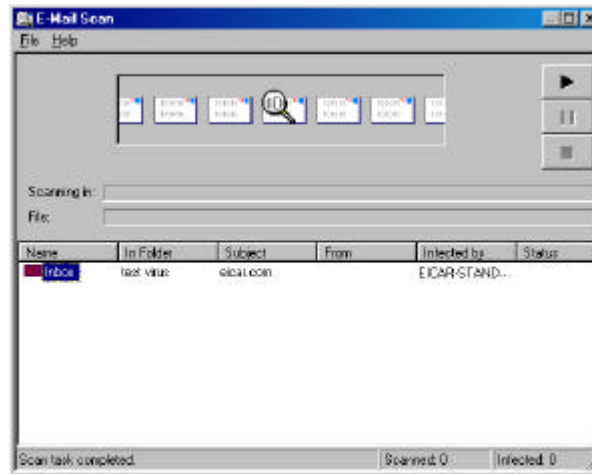 E-Mail Scan
File Help
Scanning in:
File:
Name In Folder Subject From Infected by Status
Inbox test virus eicar.com EICAR-STAND...
Scan task completed. Scanned: 0 Infected: 0